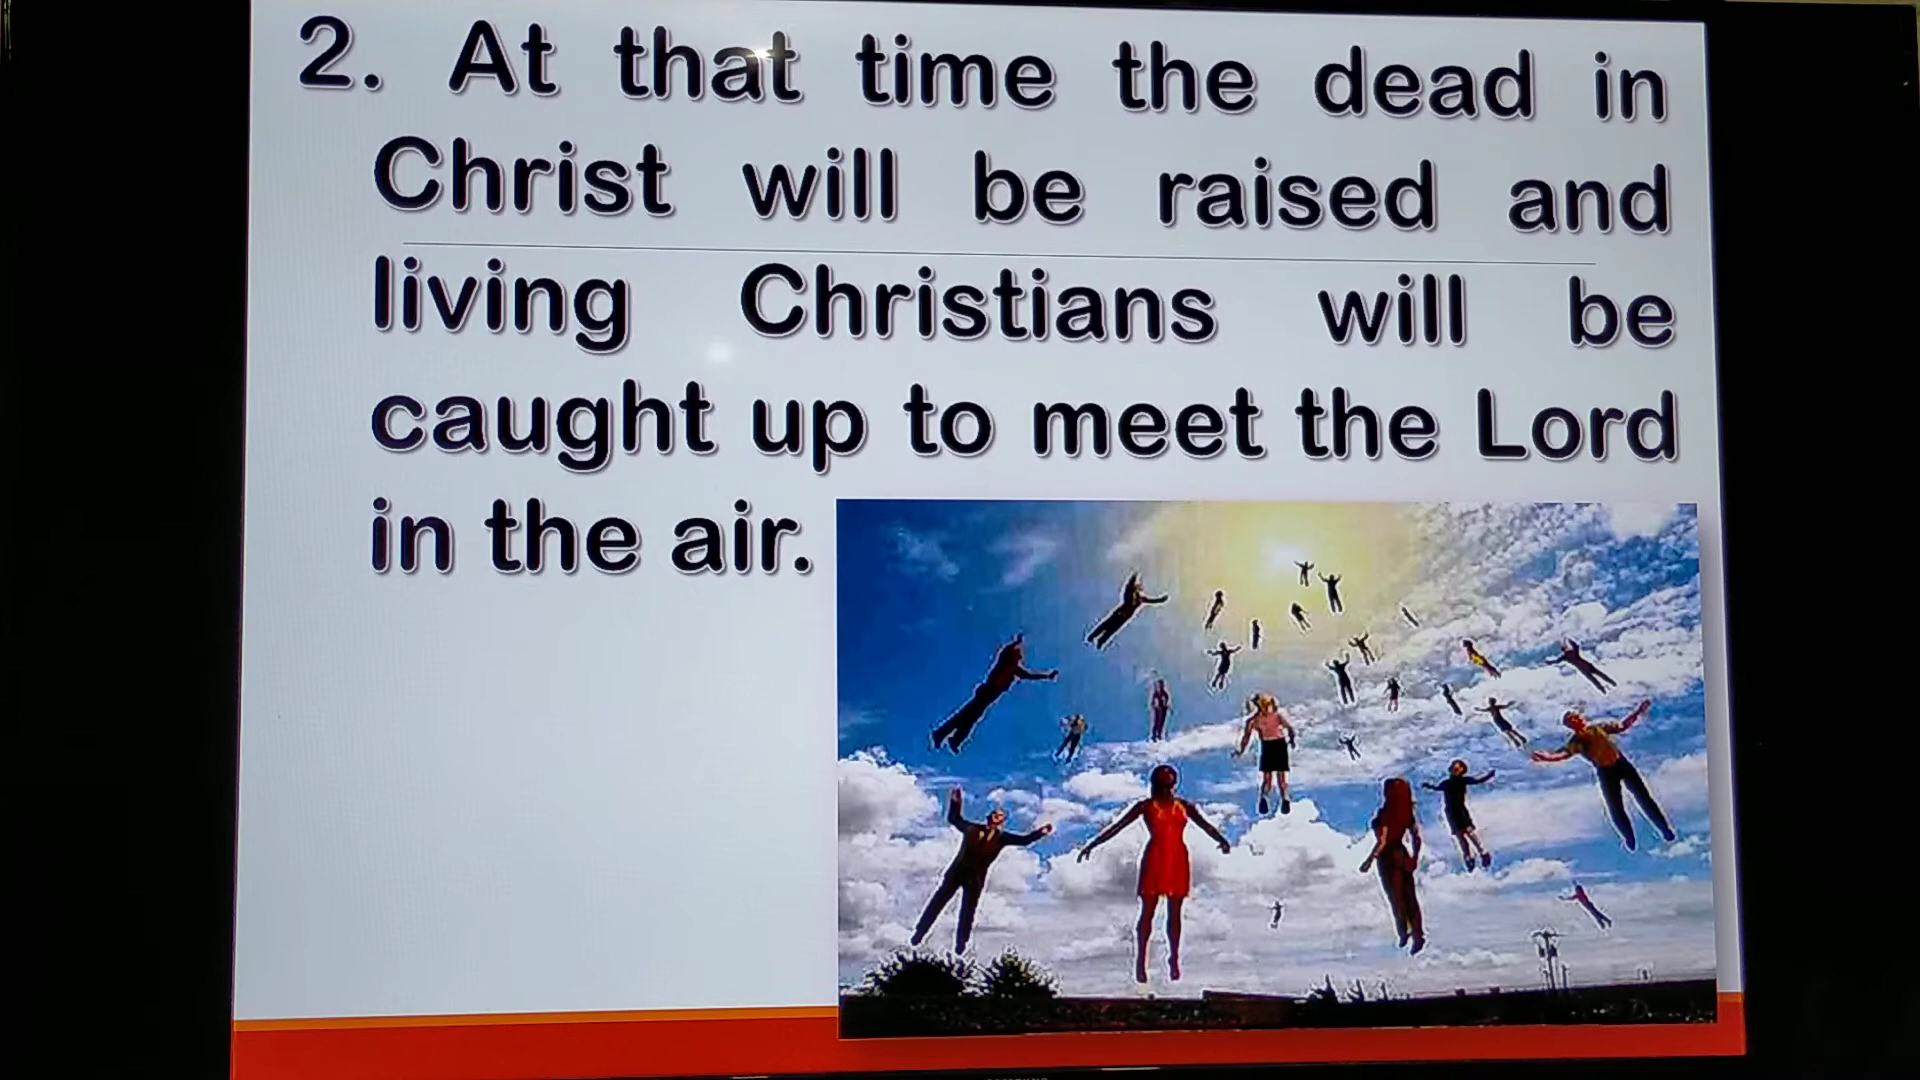 2. At that time the dead in
Christ will be raised and
living Christians will be
caught up to meet the Lord
in the air.